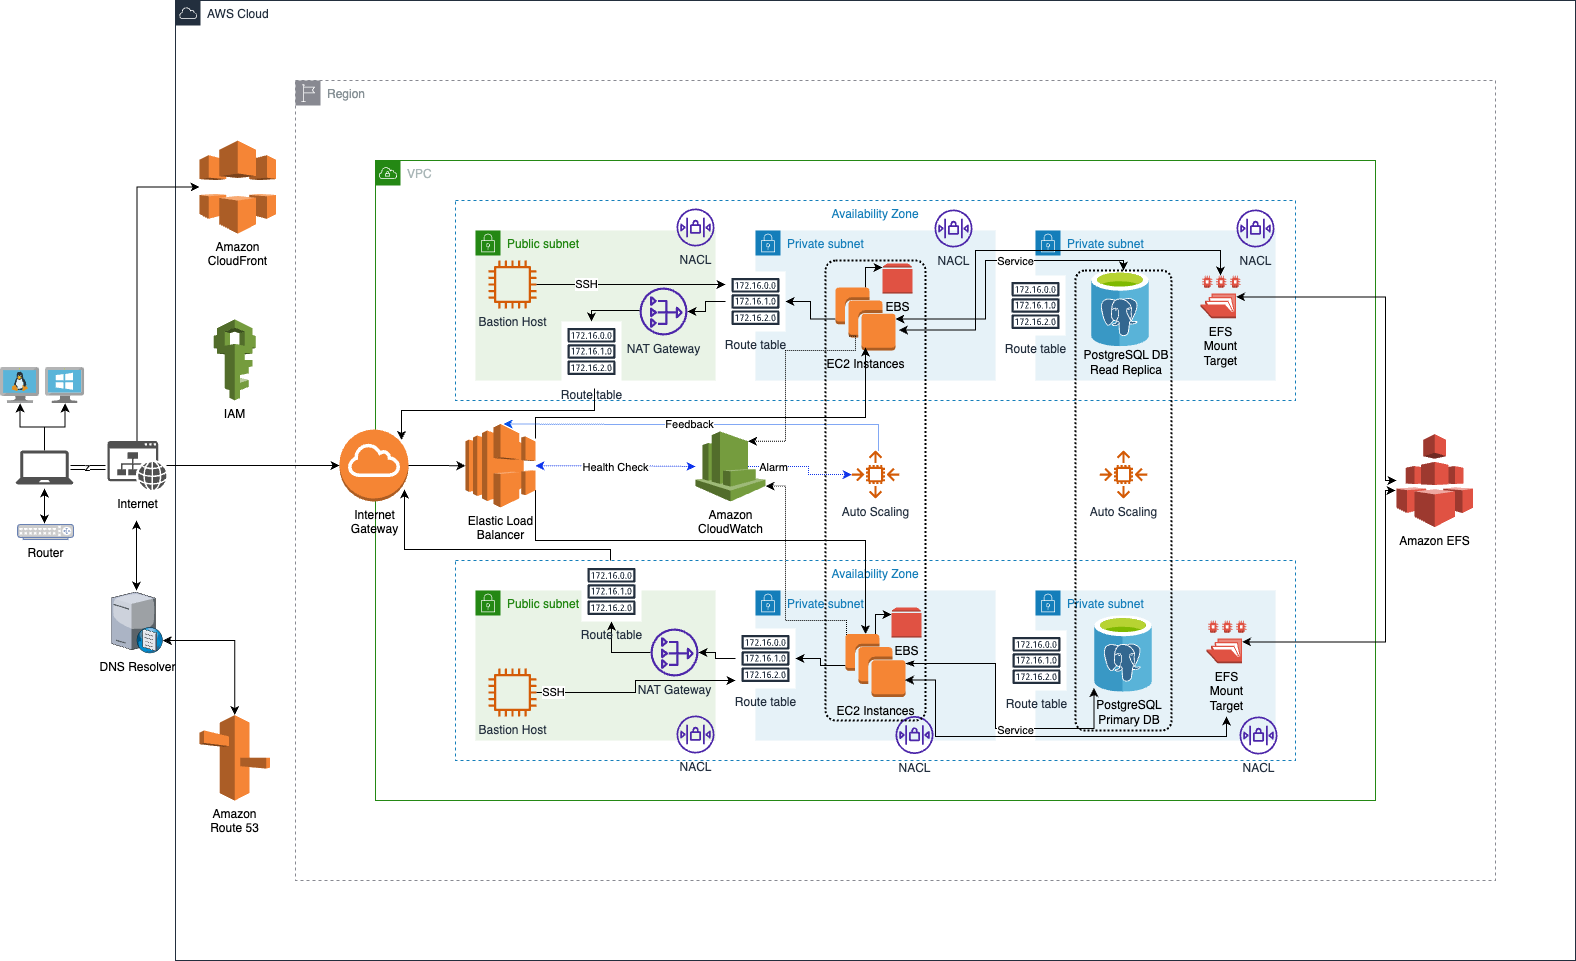 AWS Cloud
Region
VPC
Availability Zone
Public subnet
NACL
Private subnet
NACL
Private subnet
NACL
SSH
Bastion Host
172.16.0.0
172.16.1.0
172.16.2.0
Route table
NAT Gateway
172.16.0.0
172.16.1.0
172.16.2.0
Route table
EBS
EC2 Instances
Service
172.16.0.0
172.16.1.0
172.16.2.0
Route table
PostgreSQL DB
Read Replica
EFS
Mount
Target
Amazon
CloudFront
IAM
Internet
Router
DNS Resolver
Amazon
Route 53
Internet
Gateway
Elastic Load
Balancer
Feedback
Health Check
Alarm
Amazon
CloudWatch
Auto Scaling
Auto Scaling
Amazon EFS
Availability Zone
Public subnet
172.16.0.0
172.16.1.0
172.16.2.0
Route table
Private subnet
Private subnet
NAT Gateway
SSH
Bastion Host
NACL
172.16.0.0
172.16.1.0
172.16.2.0
Route table
EBS
EC2 Instances
NACL
Service
172.16.0.0
172.16.1.0
172.16.2.0
Route table
PostgreSQL
Primary DB
EFS
Mount
Target
NACL